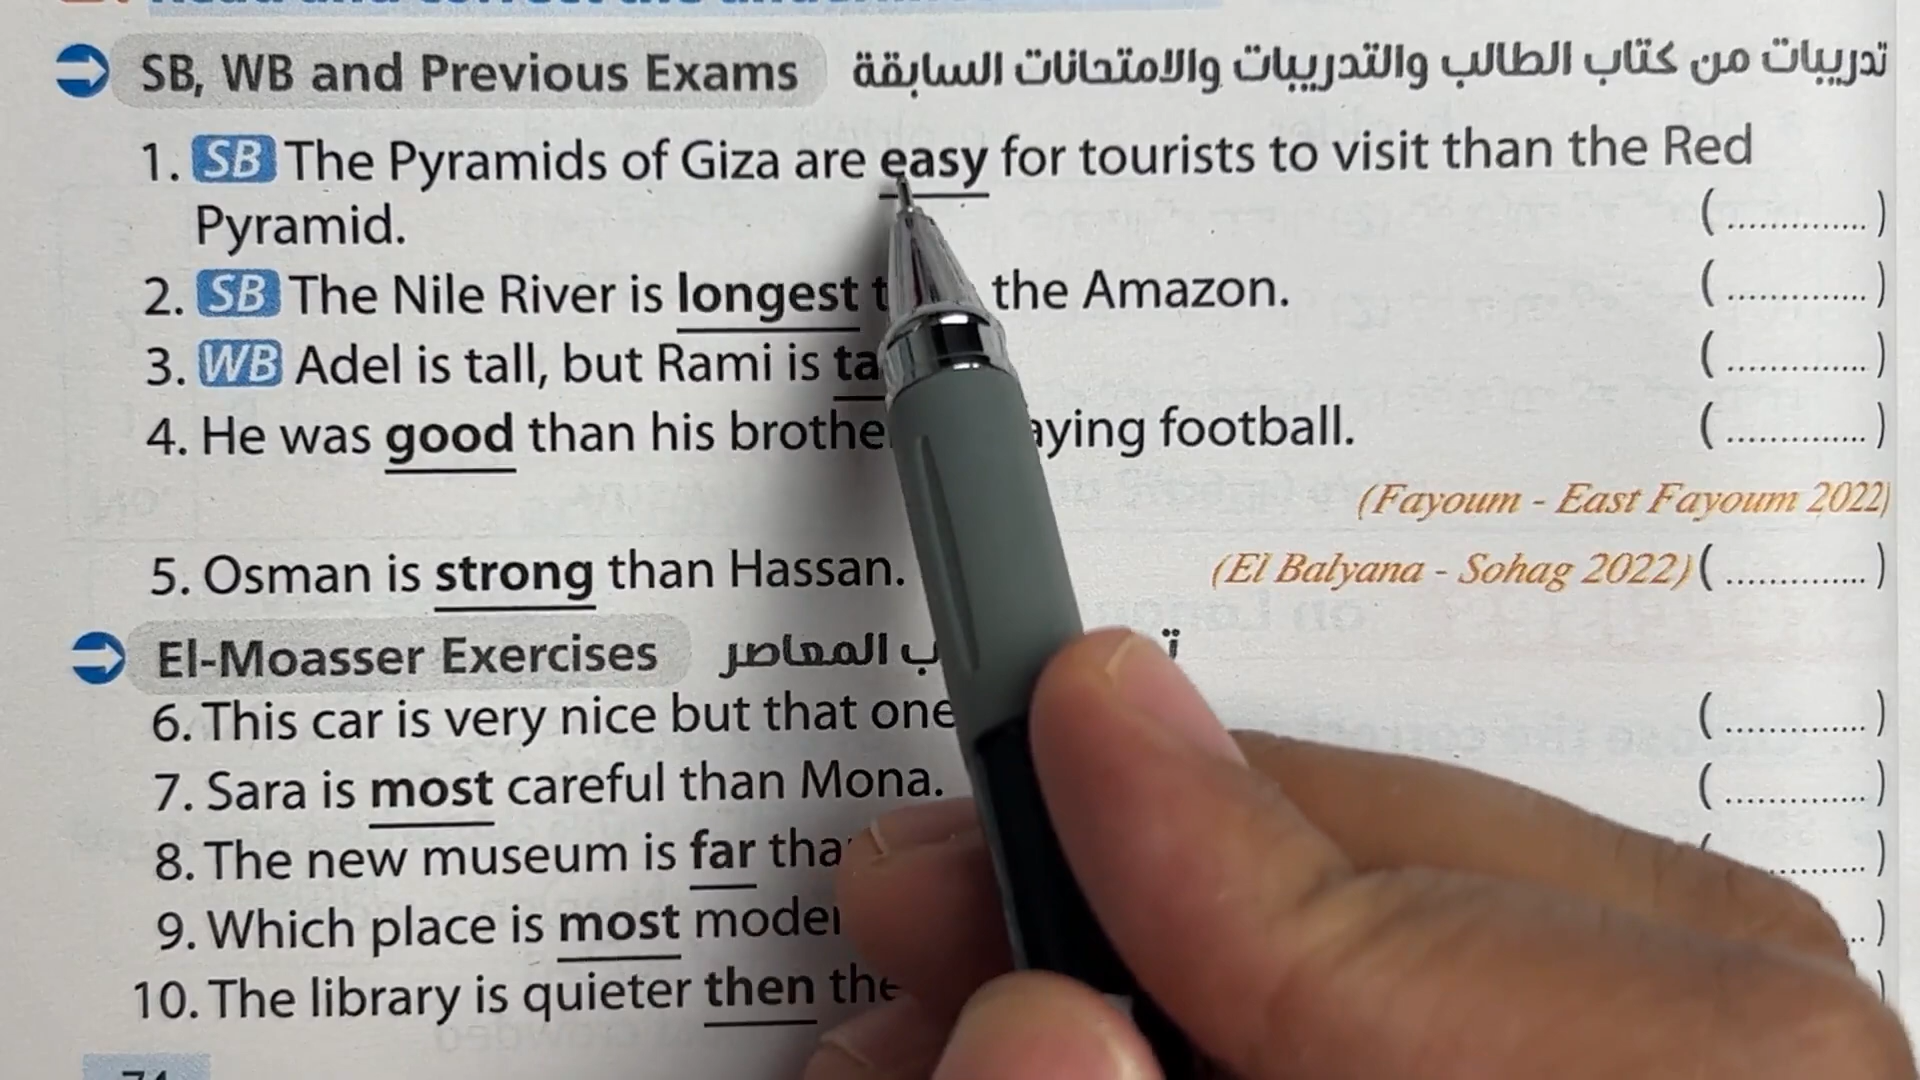 SB, WB and Previous Exams تدريبات من كتاب الطالب والتدريبات والامتحانات السابقة
1. SB The Pyramids of Giza are easy for tourists to visit than the Red
Pyramid. (..............)
2. SB The Nile River is longest the Amazon. (..............)
3. WB Adel is tall, but Rami is (..............)
4. He was good than his football. (..............)
(Fayoum - East Fayoum 2022)
5. Osman is strong than Hassan. (El Balyana - Sohag 2022) (..............)
El-Moasser Exercises المعاصر
6. This car is very nice but that one (..............)
7. Sara is most careful than Mona. (..............)
8. The new museum is far
9. Which place is most
10. The library is quieter then